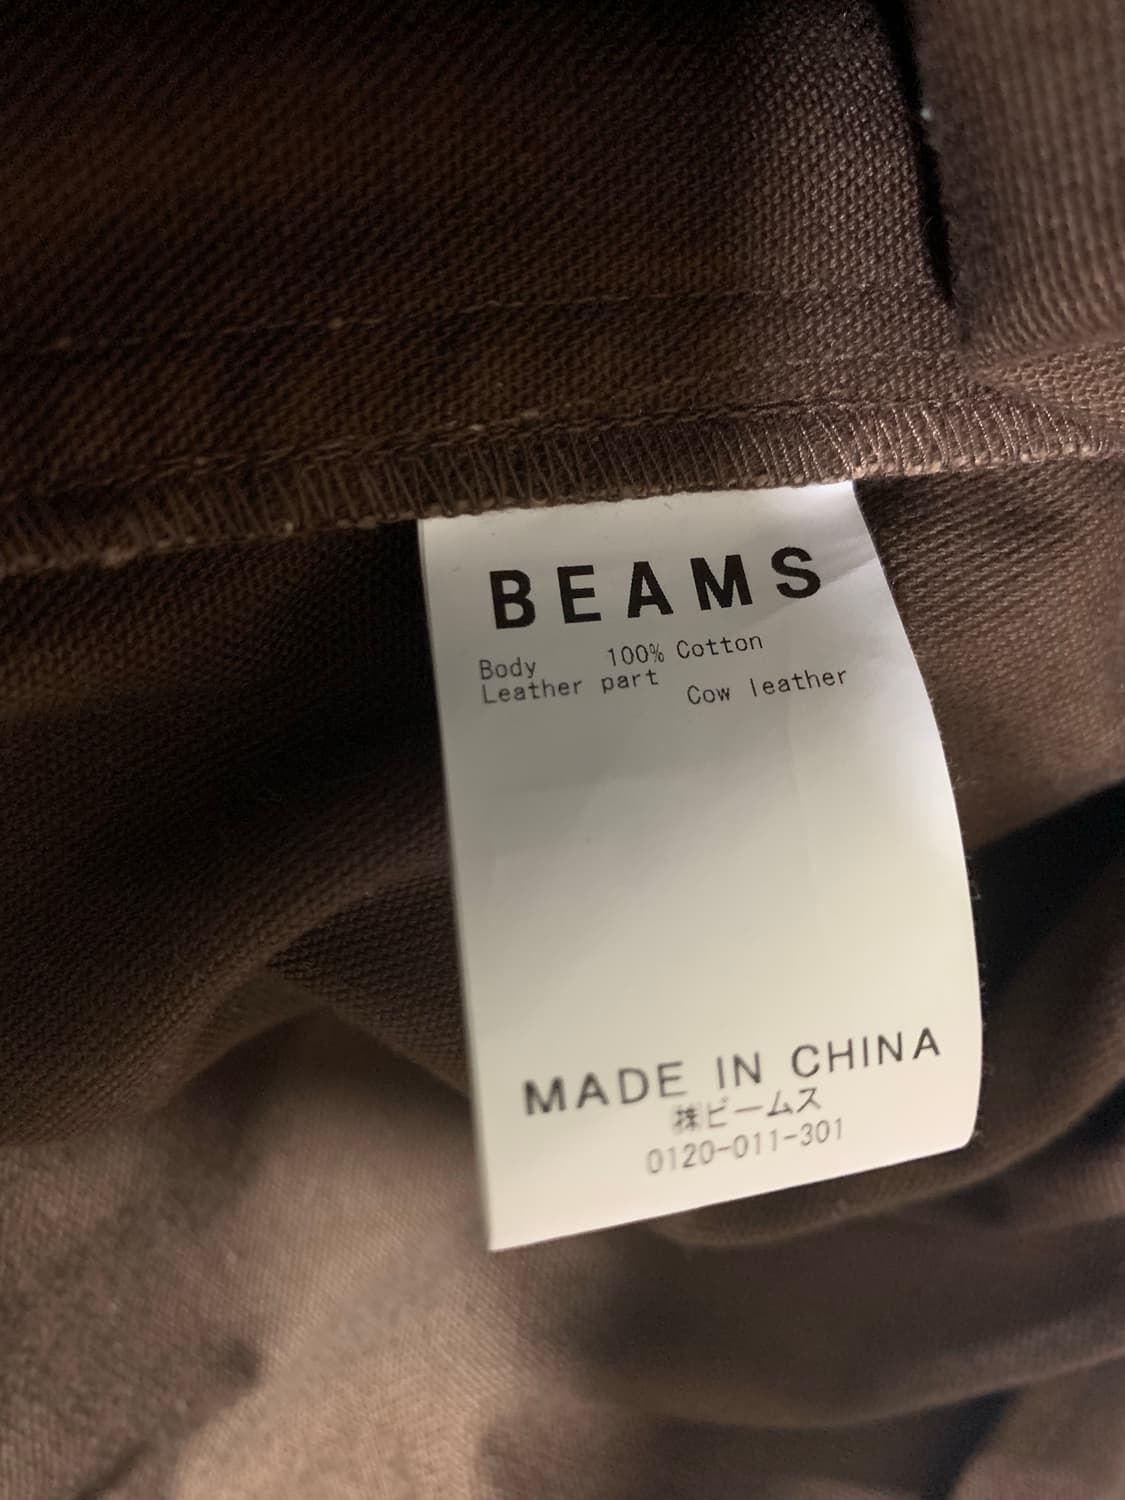 BEAMS
Body 100% Cotton
Leather part Cow leather
MADE IN CHINA
㈱ビームス
0120-011-301